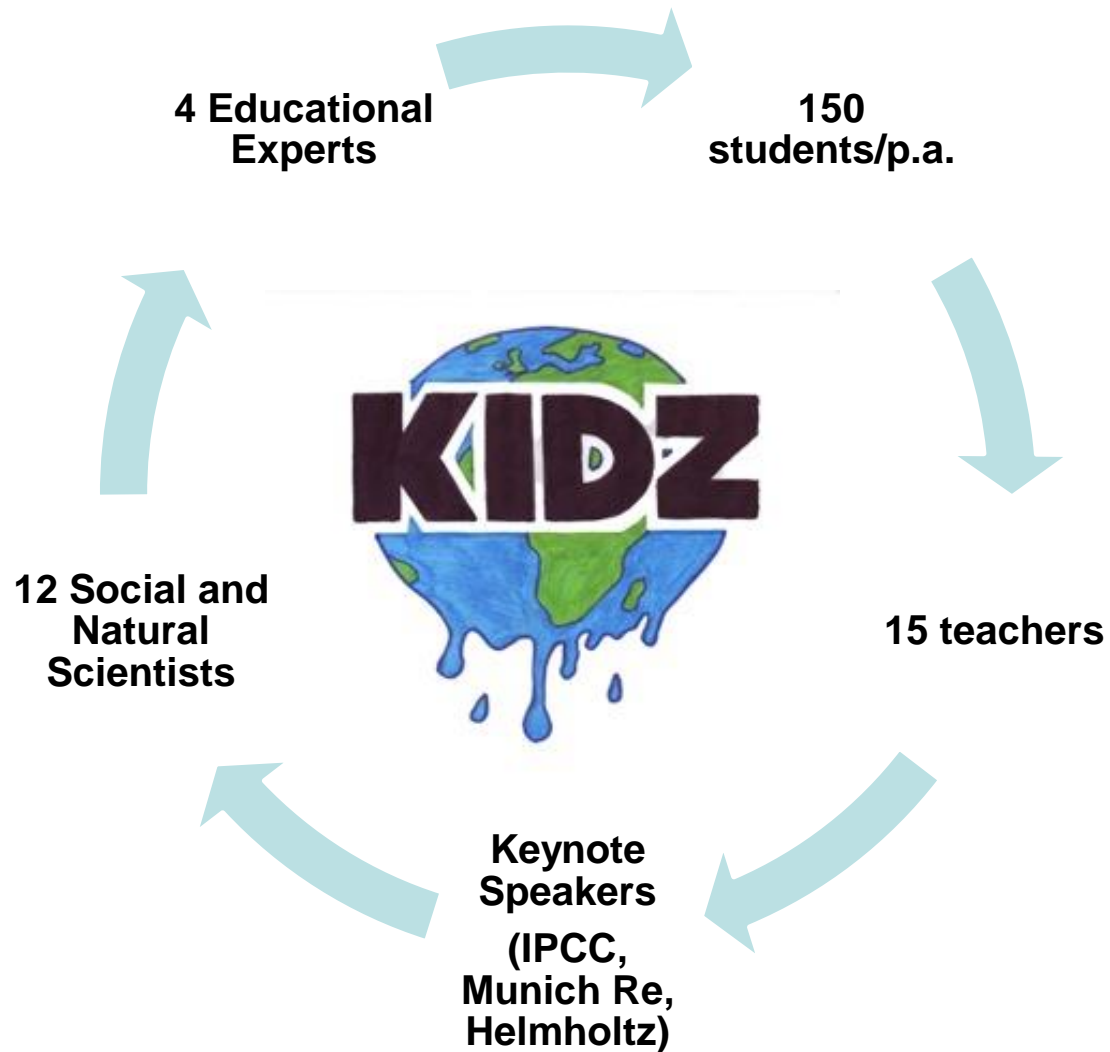 4 Educational
Experts
150
students/p.a.
KIDZ
12 Social and
Natural
Scientists
15 teachers
Keynote
Speakers
(IPCC,
Munich Re,
Helmholtz)